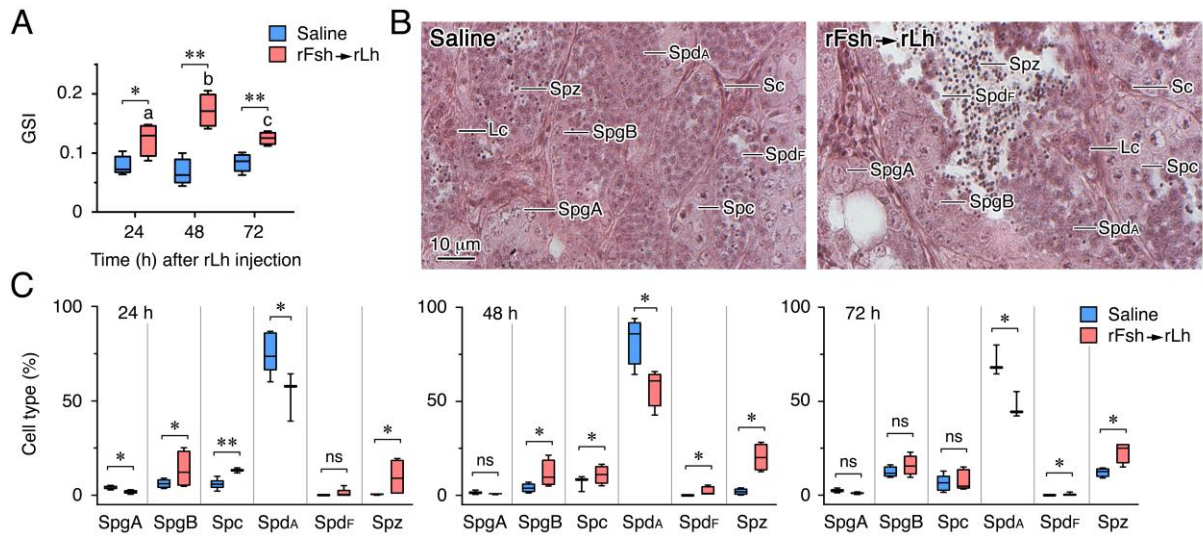 A
Saline
rFsh→rLh
GSI
0.2
0.1
0
*
**
**
a
b
c
24 48 72
Time (h) after rLh injection
B
Saline
SpdA
Spz
Sc
Lc
SpgB
SpdF
SpgA
Spc
10 µm
rFsh→rLh
Spz
SpdF
Sc
Lc
SpgA
Spc
SpgB
SpdA
C
Cell type (%)
100
50
0
24 h
*
*
**
*
ns
*
SpgA SpgB Spc SpdA SpdF Spz
100
50
0
48 h
ns
*
*
*
*
*
SpgA SpgB Spc SpdA SpdF Spz
100
50
0
72 h
ns
ns
ns
*
*
*
SpgA SpgB Spc SpdA SpdF Spz
Saline
rFsh→rLh